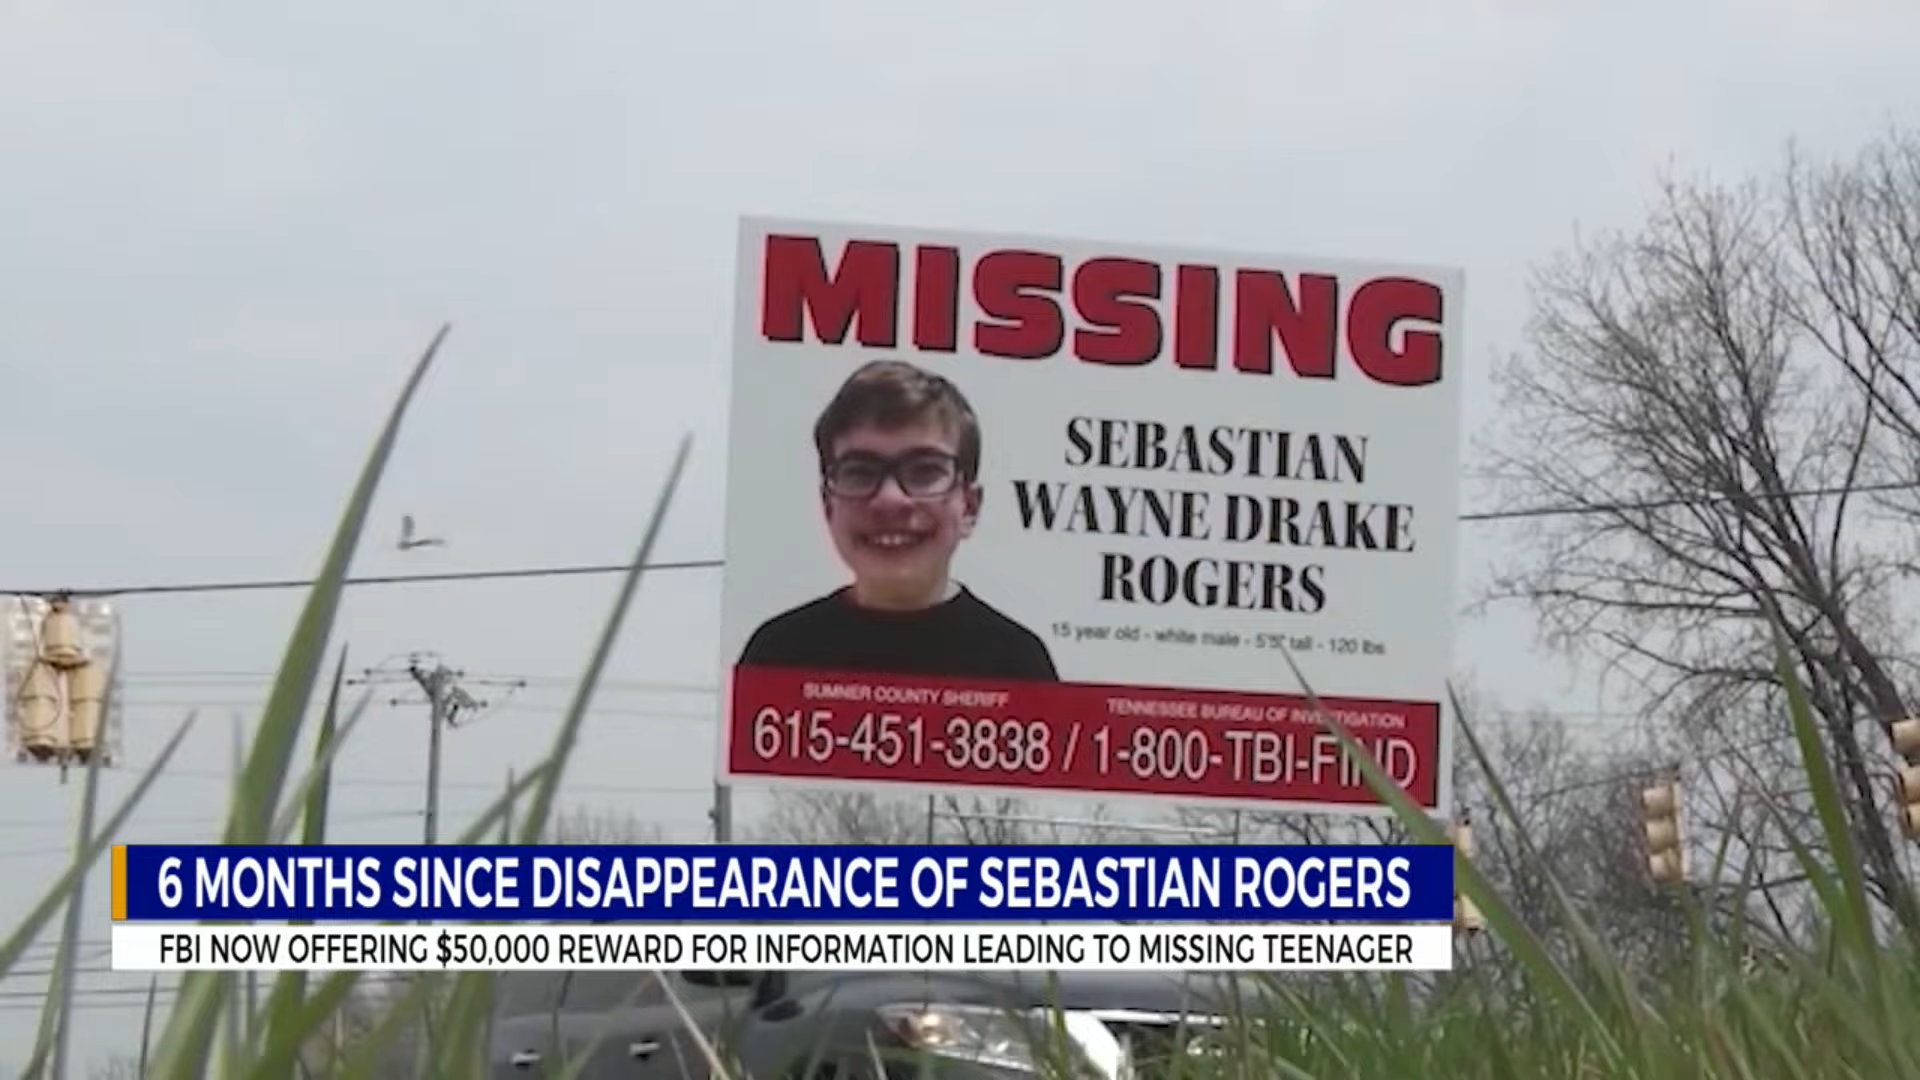 MISSING
SEBASTIAN
WAYNE DRAKE
ROGERS
15 year old - white male - 5'5" tall - 120 lbs
SUMNER COUNTY SHERIFF
TENNESSEE BUREAU OF INVESTIGATION
615-451-3838 / 1-800-TBI-FIND
6 MONTHS SINCE DISAPPEARANCE OF SEBASTIAN ROGERS
FBI NOW OFFERING $50,000 REWARD FOR INFORMATION LEADING TO MISSING TEENAGER